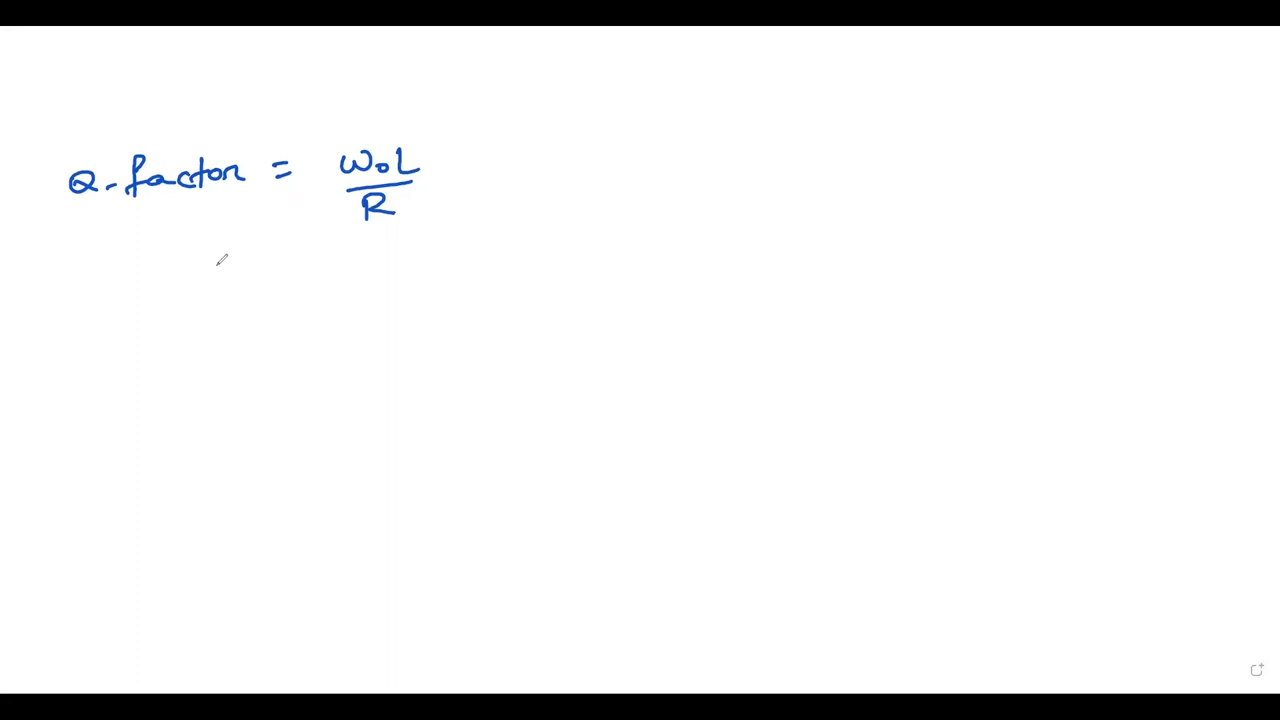 Q-factor = ω₀L
R